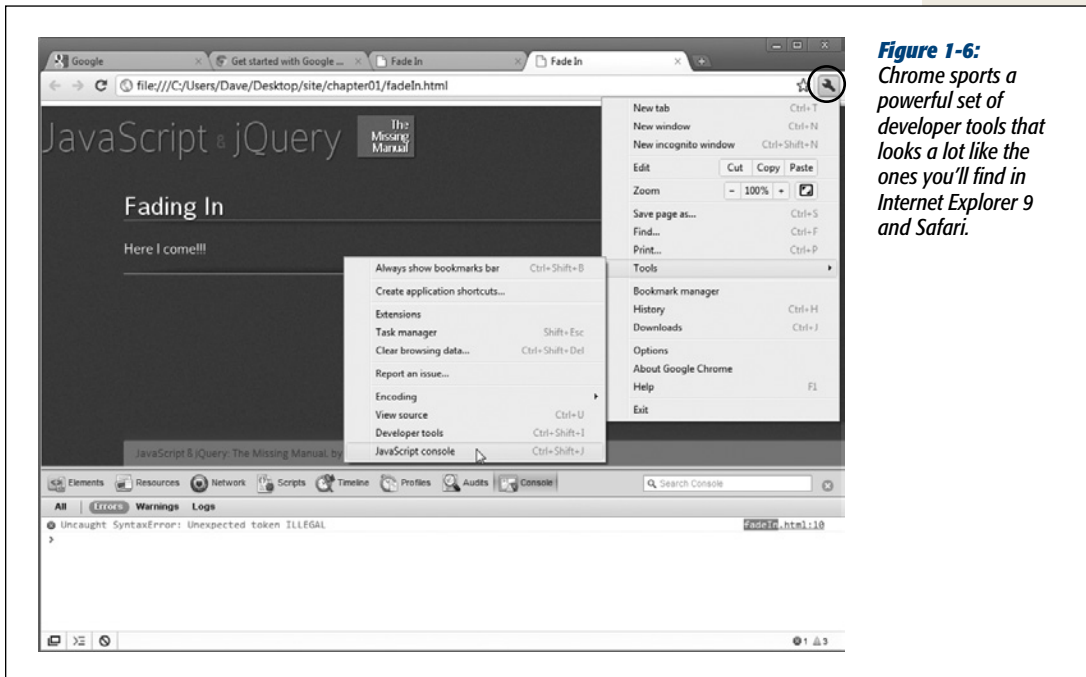 Google
Get started with Google ...
Fade In
Fade In
file:///C:/Users/Dave/Desktop/site/chapter01/fadeIn.html
JavaScript & jQuery
The
Missing
Manual
Fading In
Here I come!!!
New tab Ctrl+T
New window Ctrl+N
New incognito window Ctrl+Shift+N
Edit Cut Copy Paste
Zoom - 100% +
Save page as... Ctrl+S
Find... Ctrl+F
Print... Ctrl+P
Tools
Bookmark manager
History Ctrl+H
Downloads Ctrl+J
Options
About Google Chrome
Help F1
Exit
Always show bookmarks bar Ctrl+Shift+B
Create application shortcuts...
Extensions
Task manager Shift+Esc
Clear browsing data... Ctrl+Shift+Del
Report an issue...
Encoding
View source Ctrl+U
Developer tools Ctrl+Shift+I
JavaScript console Ctrl+Shift+J
JavaScript & jQuery: The Missing Manual, by
Elements Resources Network Scripts Timeline Profiles Audits Console Search Console
All Errors Warnings Logs
Uncaught SyntaxError: Unexpected token ILLEGAL fadeIn.html:10
>
1 3
Figure 1-6:
Chrome sports a
powerful set of
developer tools that
looks a lot like the
ones you'll find in
Internet Explorer 9
and Safari.